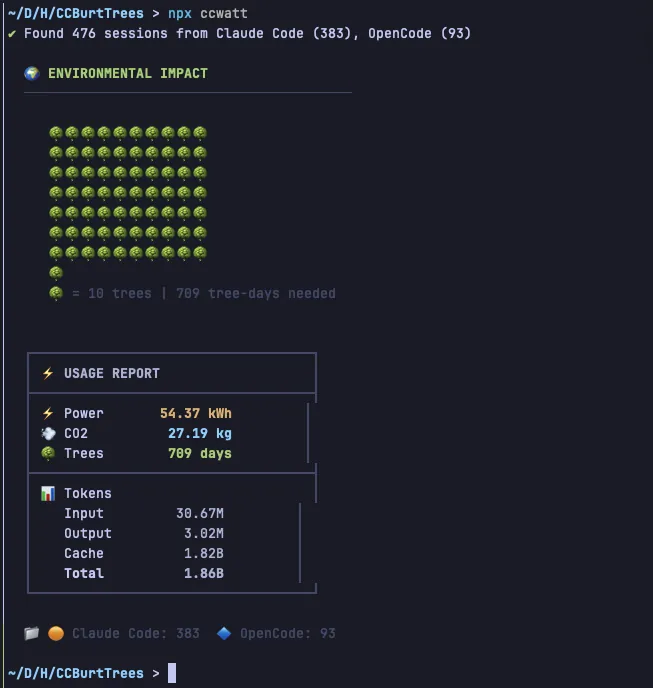 ~/D/H/CCBurtTrees > npx ccwatt
✔ Found 476 sessions from Claude Code (383), OpenCode (93)
ENVIRONMENTAL IMPACT
= 10 trees | 709 tree-days needed
⚡ USAGE REPORT
⚡ Power 54.37 kWh
💨 CO2 27.19 kg
🌳 Trees 709 days
📊 Tokens
Input 30.67M
Output 3.02M
Cache 1.82B
Total 1.86B
Claude Code: 383 🔷 OpenCode: 93
~/D/H/CCBurtTrees >